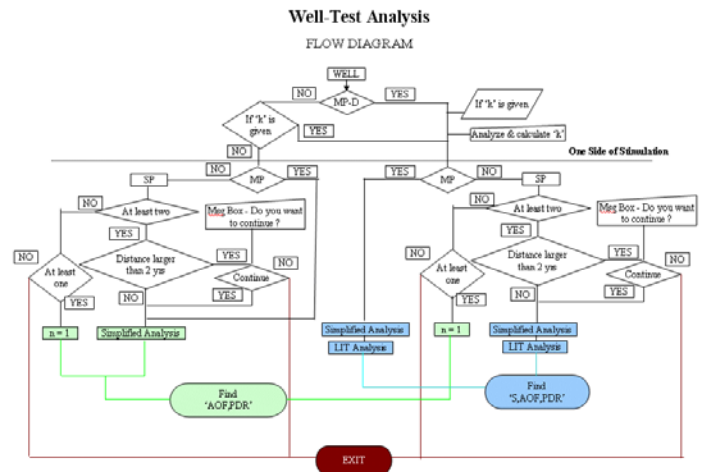 Well-Test Analysis
FLOW DIAGRAM
WELL
NO
MP-D
YES
If 'k' is
given
If 'k' is
given
YES
Analyze & calculate 'k'
NO
One Side of Stimulation
NO
MP
YES
YES
MP
NO
SP
SP
NO
At least two
Msg Box - Do you want
to continue ?
NO
At least two
Msg Box - Do you want
to continue ?
YES
YES
NO
At least
one
Distance larger
than 2 yrs
YES
Continue
NO
NO
At least
one
Distance larger
than 2 yrs
YES
Continue
NO
YES
NO
YES
YES
NO
YES
n = 1
Simplified Analysis
Simplified Analysis
LIT Analysis
n = 1
Simplified Analysis
LIT Analysis
Find
'AOF,PDR'
Find
'S,AOF,PDR'
EXIT